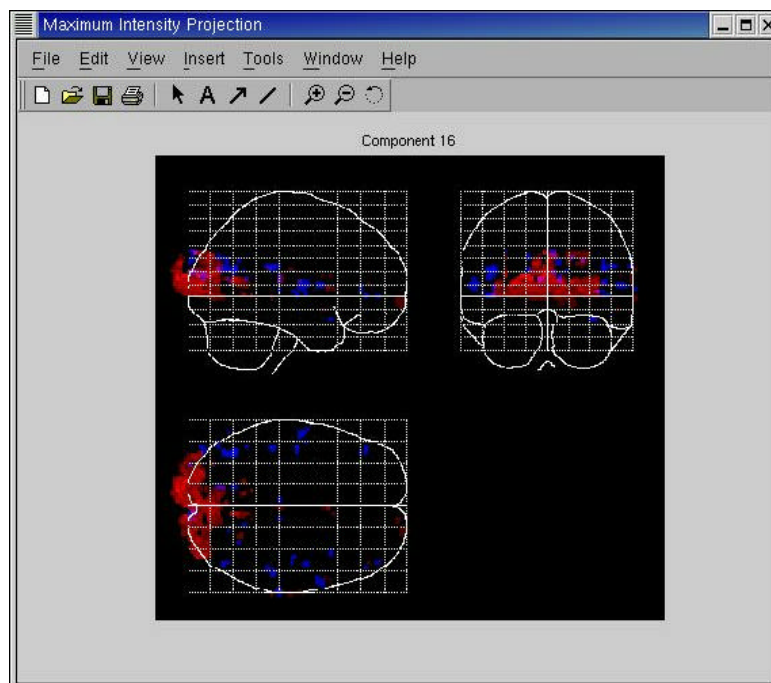 Maximum Intensity Projection
File Edit View Insert Tools Window Help
A
Component 16